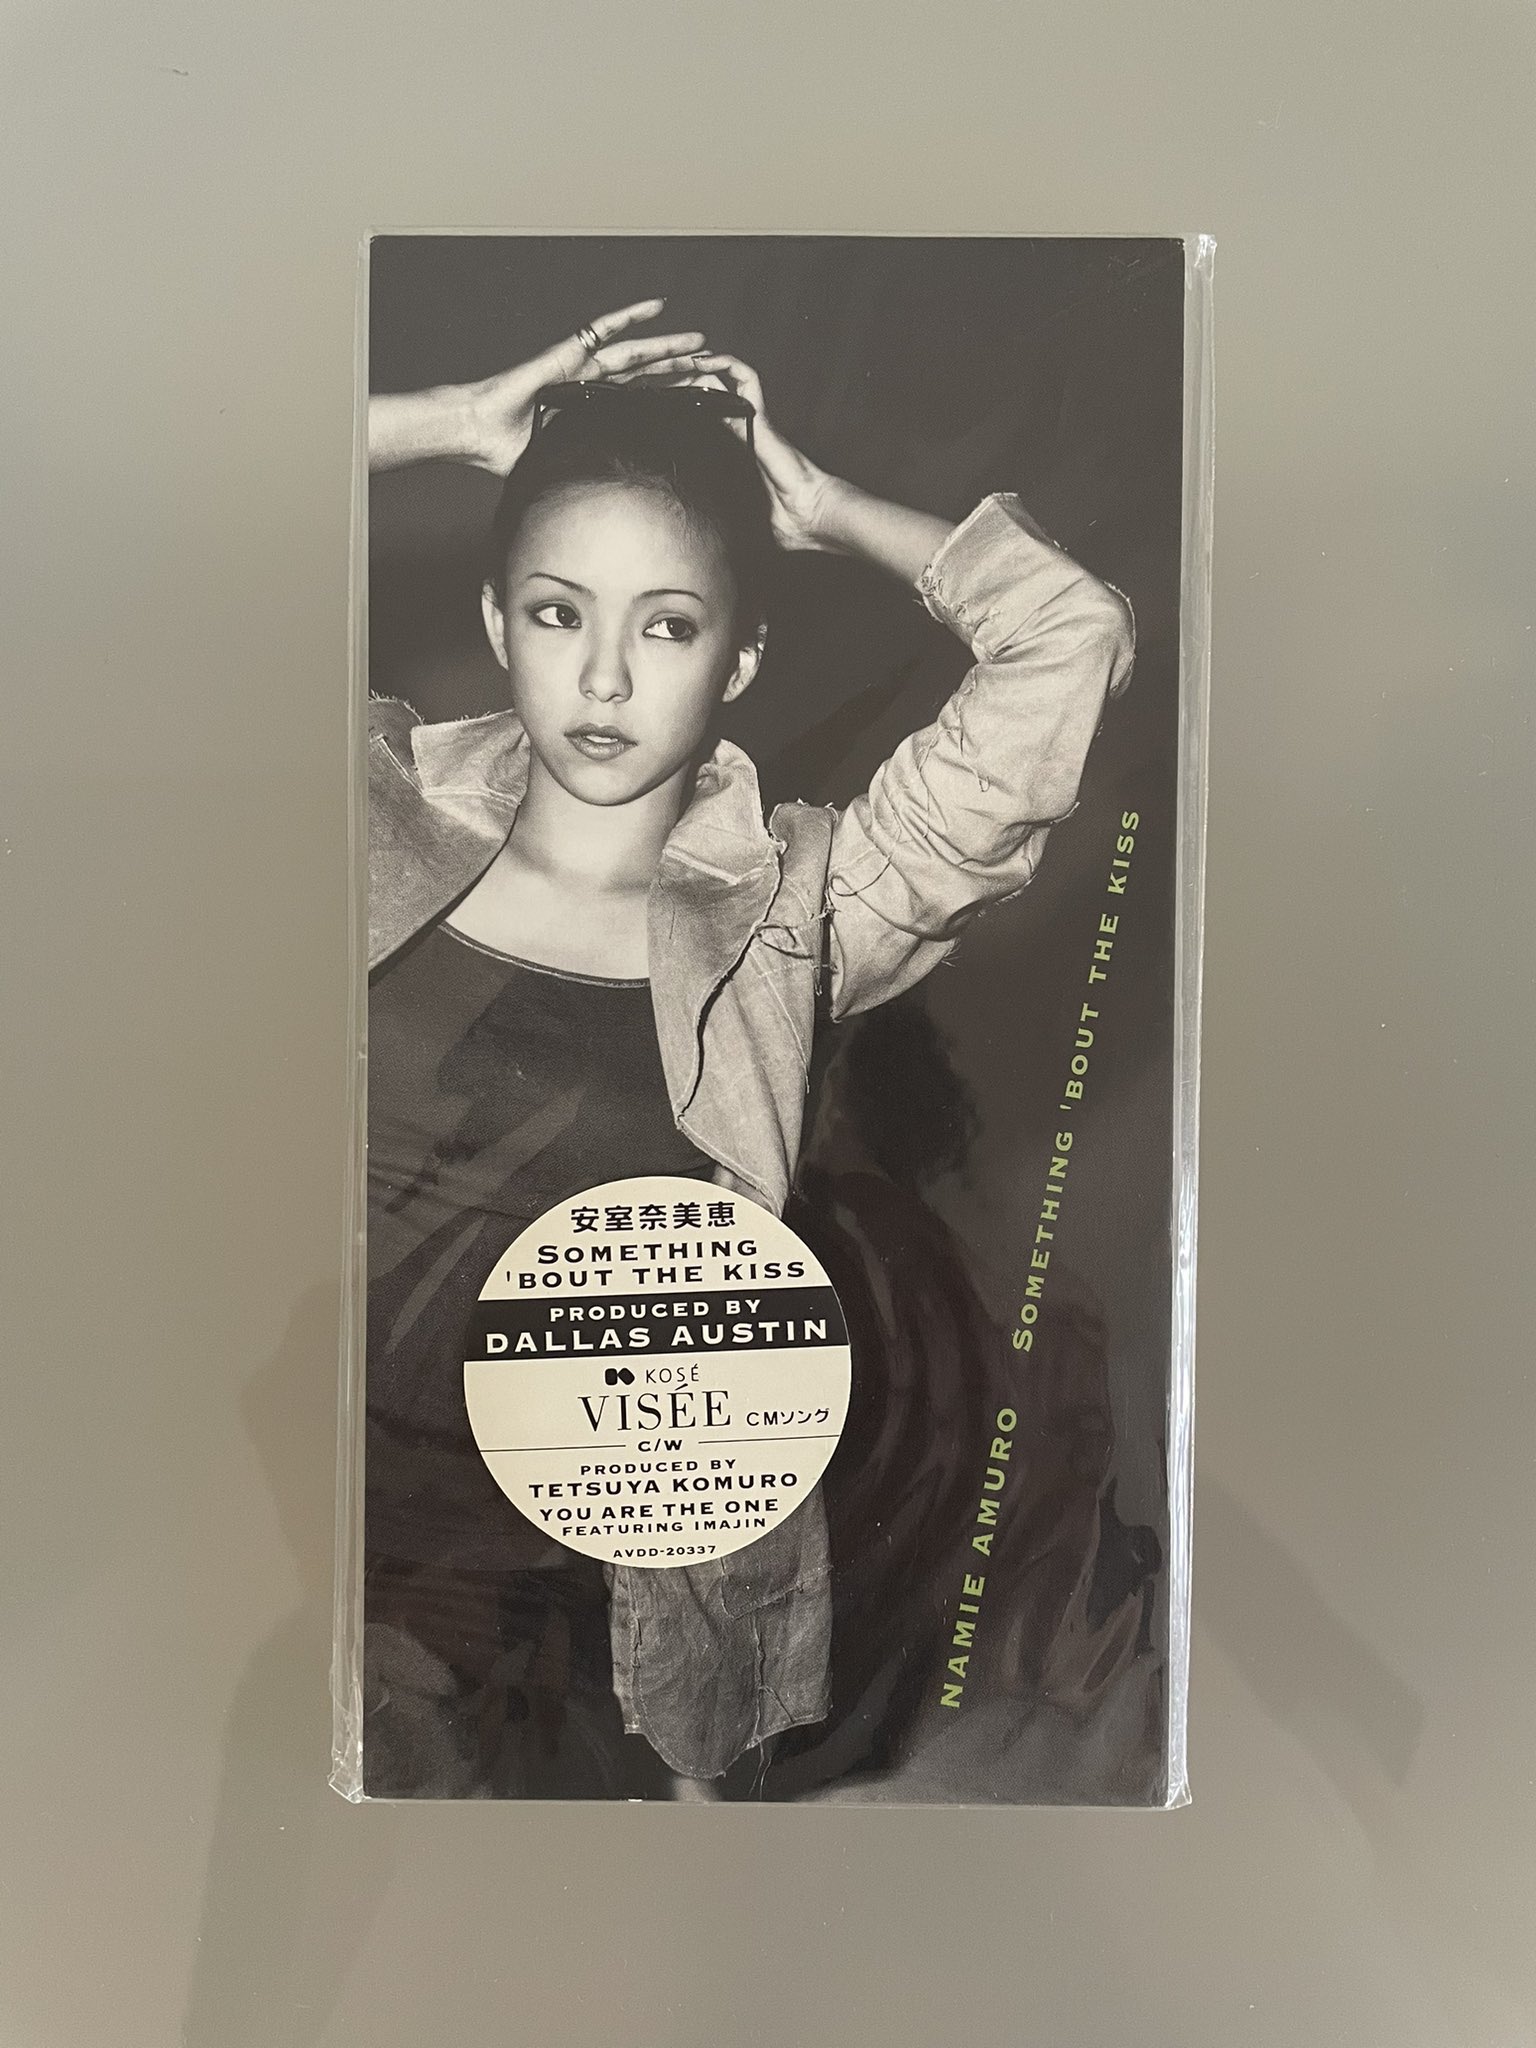 安室奈美恵
SOMETHING
'BOUT THE KISS
PRODUCED BY
DALLAS AUSTIN
KOSÉ
VISÉE CMソング
C/W
PRODUCED BY
TETSUYA KOMURO
YOU ARE THE ONE
FEATURING IMAJIN
AVDD-20337
NAMIE AMURO SOMETHING 'BOUT THE KISS